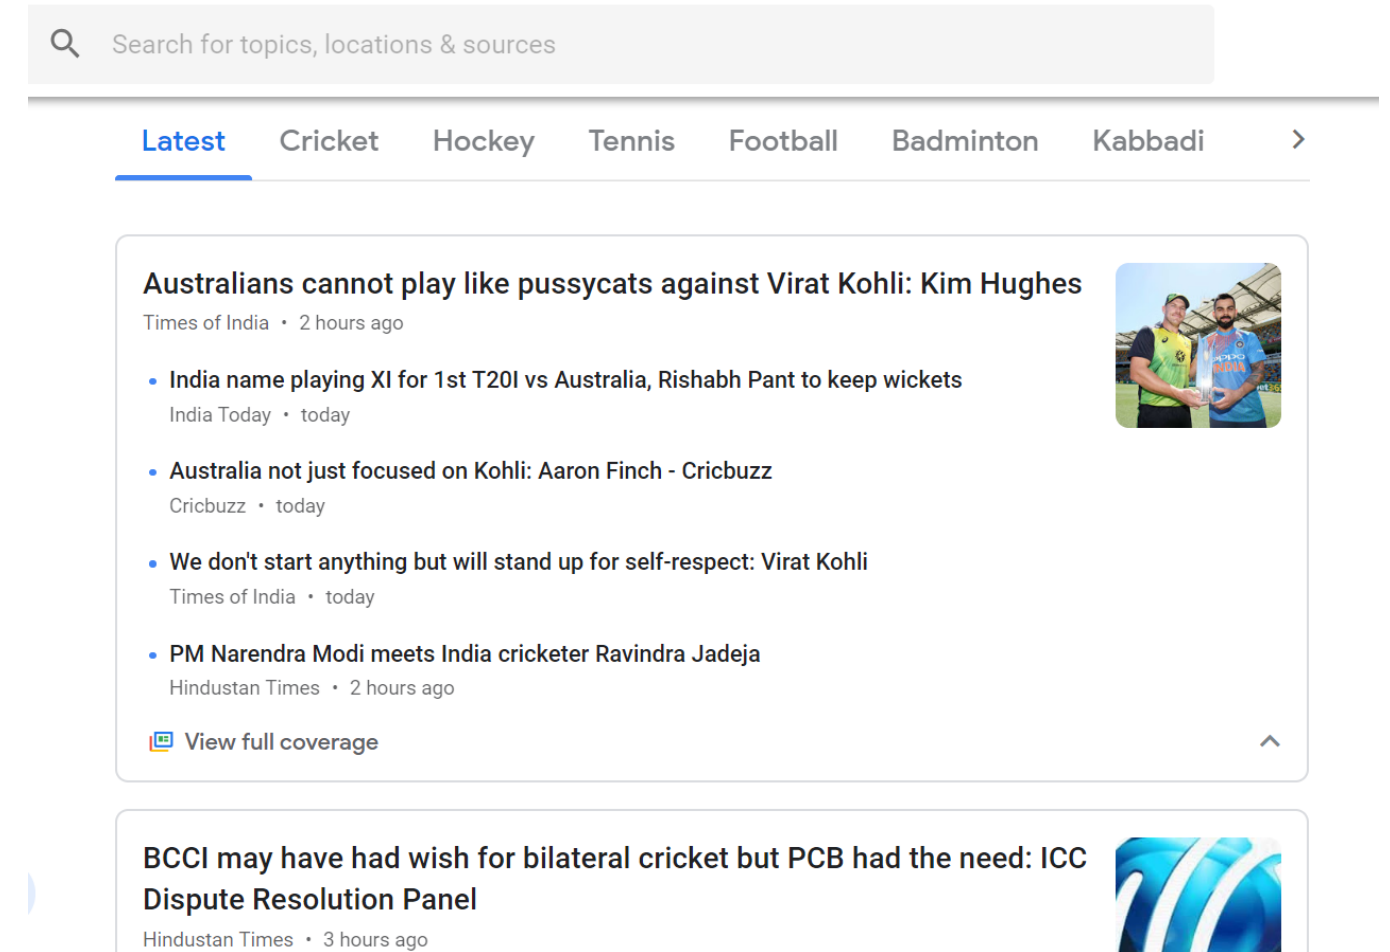 Search for topics, locations & sources
Latest Cricket Hockey Tennis Football Badminton Kabbadi
Australians cannot play like pussycats against Virat Kohli: Kim Hughes
Times of India • 2 hours ago
India name playing XI for 1st T20I vs Australia, Rishabh Pant to keep wickets
India Today • today
Australia not just focused on Kohli: Aaron Finch - Cricbuzz
Cricbuzz • today
We don't start anything but will stand up for self-respect: Virat Kohli
Times of India • today
PM Narendra Modi meets India cricketer Ravindra Jadeja
Hindustan Times • 2 hours ago
View full coverage
oppo
INDIA
BCCI may have had wish for bilateral cricket but PCB had the need: ICC
Dispute Resolution Panel
Hindustan Times • 3 hours ago